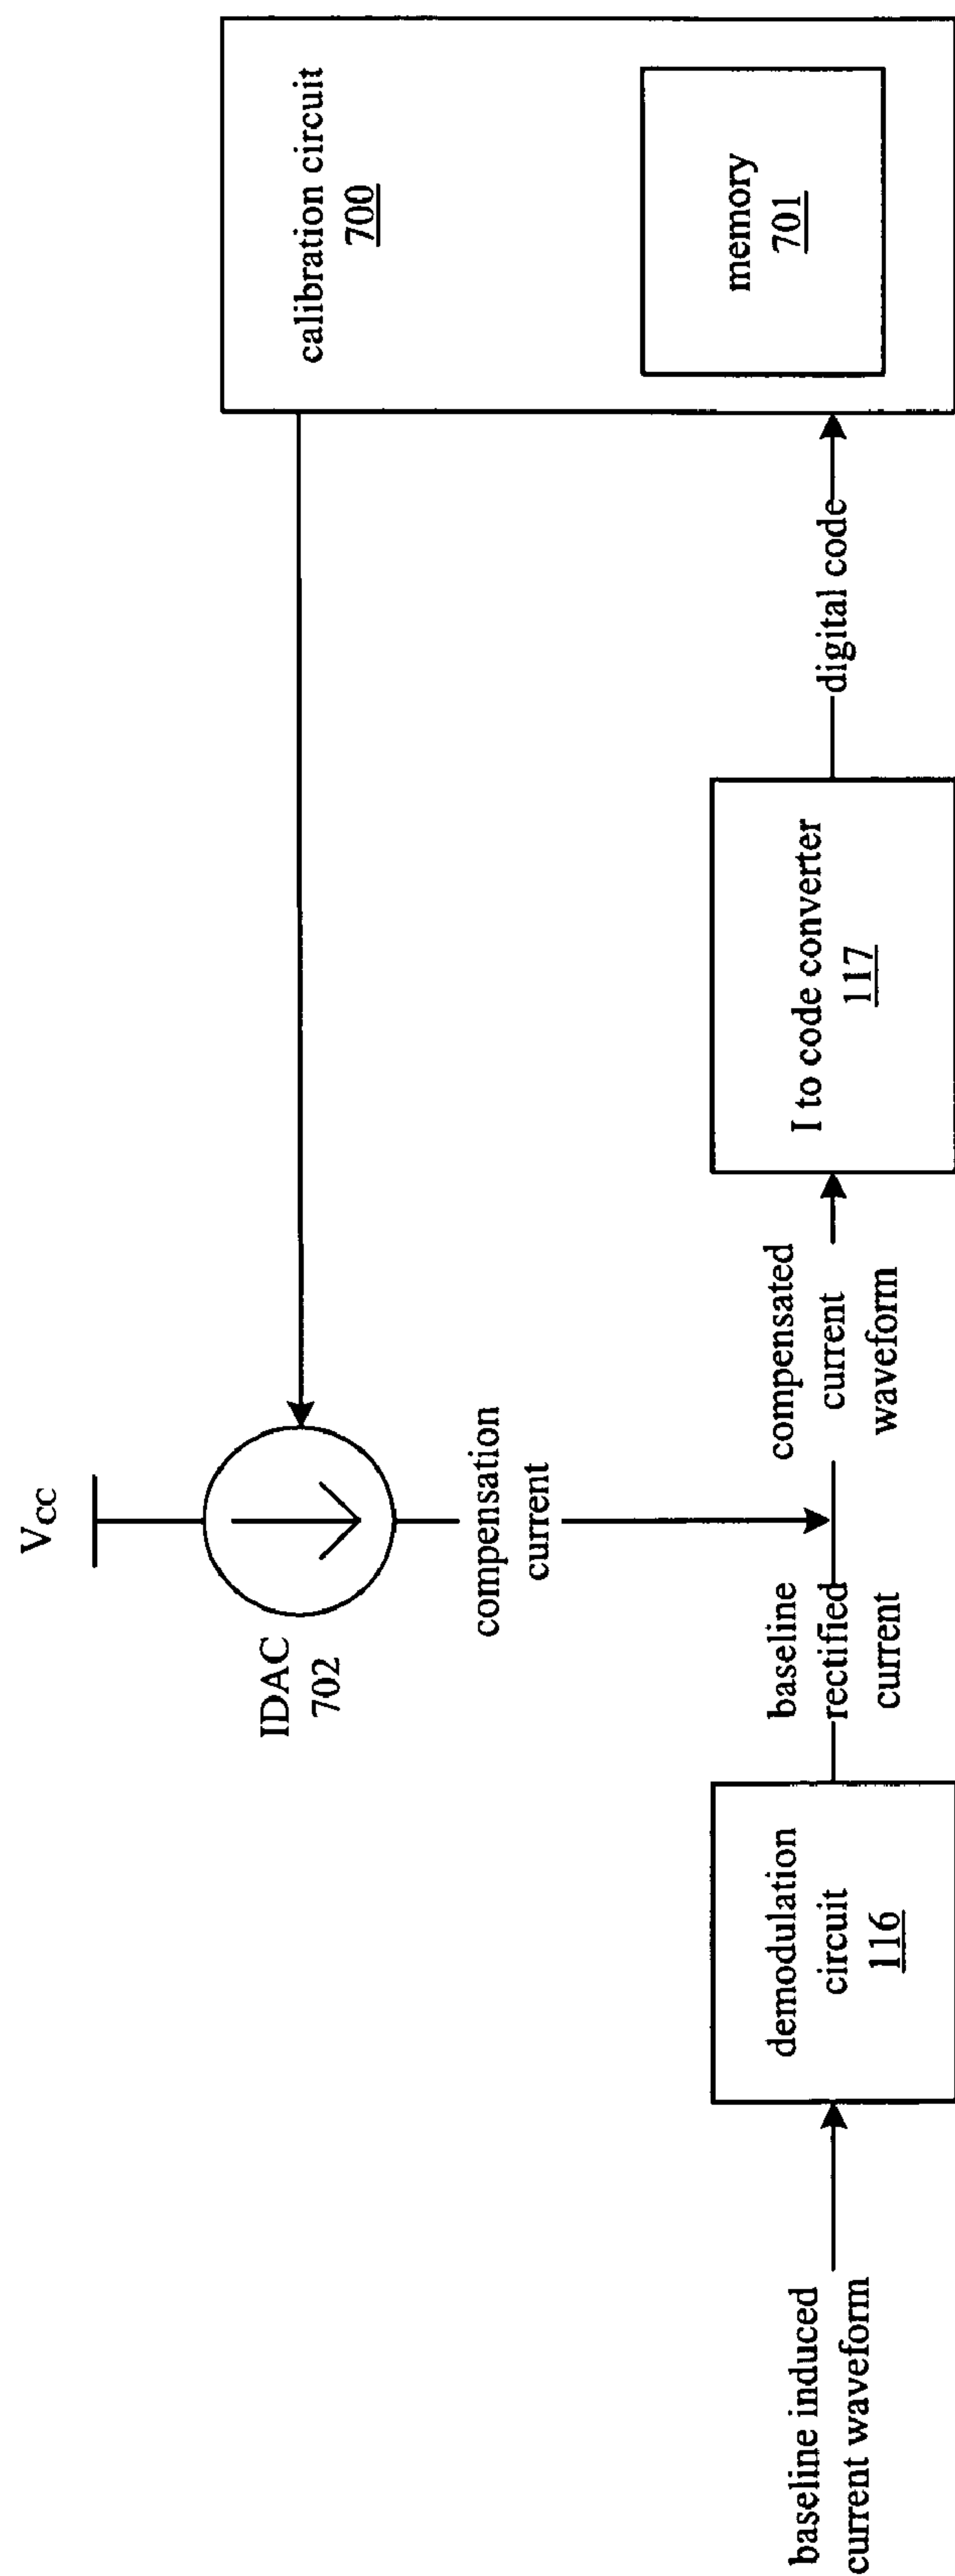 V_CC
IDAC
702
calibration circuit
700
compensation
current
memory
701
baseline induced
current waveform
demodulation
circuit
116
baseline
rectified
current
compensated
current
waveform
I to code converter
117
digital code